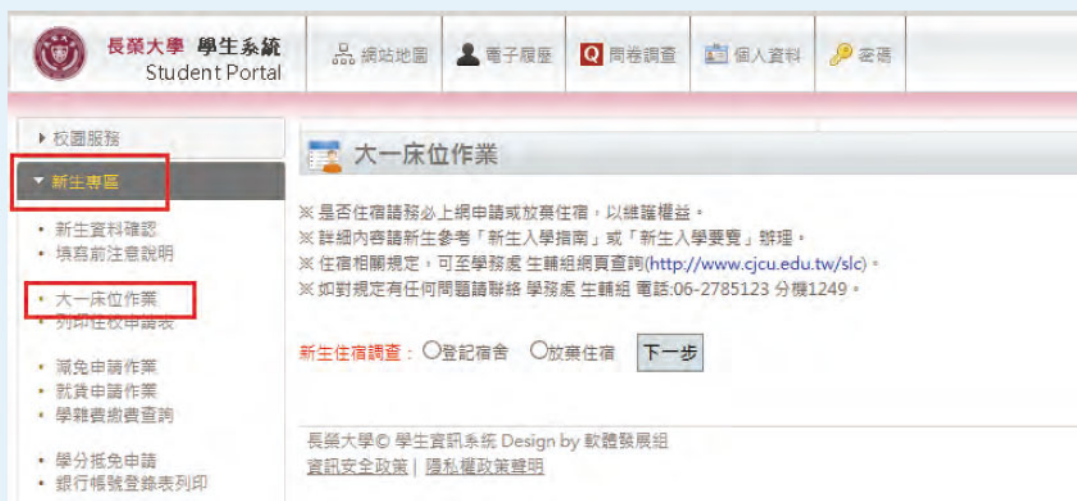 長榮大學 學生系統
Student Portal
網站地圖
電子履歷
Q 問卷調查
個人資料
密碼
校園服務
新生專區
新生資料確認
填寫前注意說明
大一床位作業
列印住校申請表
減免申請作業
就貸申請作業
學雜費繳費查詢
學分抵免申請
銀行帳號登錄表列印
大一床位作業
※是否住宿請務必上網申請或放棄住宿，以維護權益。
※詳細內容請新生參考「新生入學指南」或「新生入學要覽」辦理。
※住宿相關規定，可至學務處 生輔組網頁查詢(http://www.cjcu.edu.tw/slc)。
※如對規定有任何問題請聯絡 學務處 生輔組 電話:06-2785123 分機1249。
新生住宿調查：○登記宿舍 ○放棄住宿 下一步
長榮大學© 學生資訊系統 Design by 軟體發展組
資訊安全政策 | 隱私權政策聲明